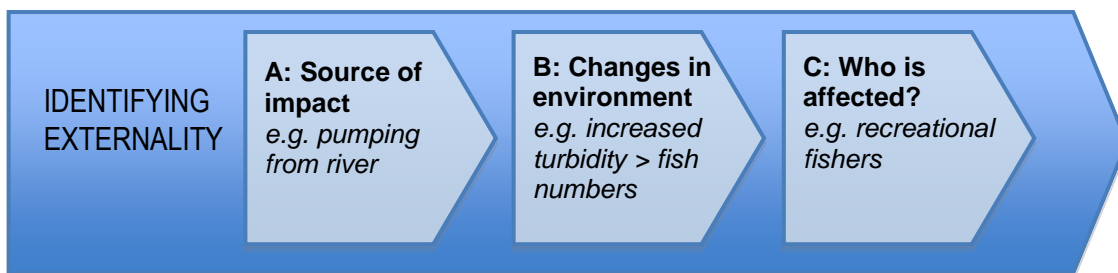 IDENTIFYING
EXTERNALITY
A: Source of
impact
e.g. pumping
from river
B: Changes in
environment
e.g. increased
turbidity > fish
numbers
C: Who is
affected?
e.g. recreational
fishers